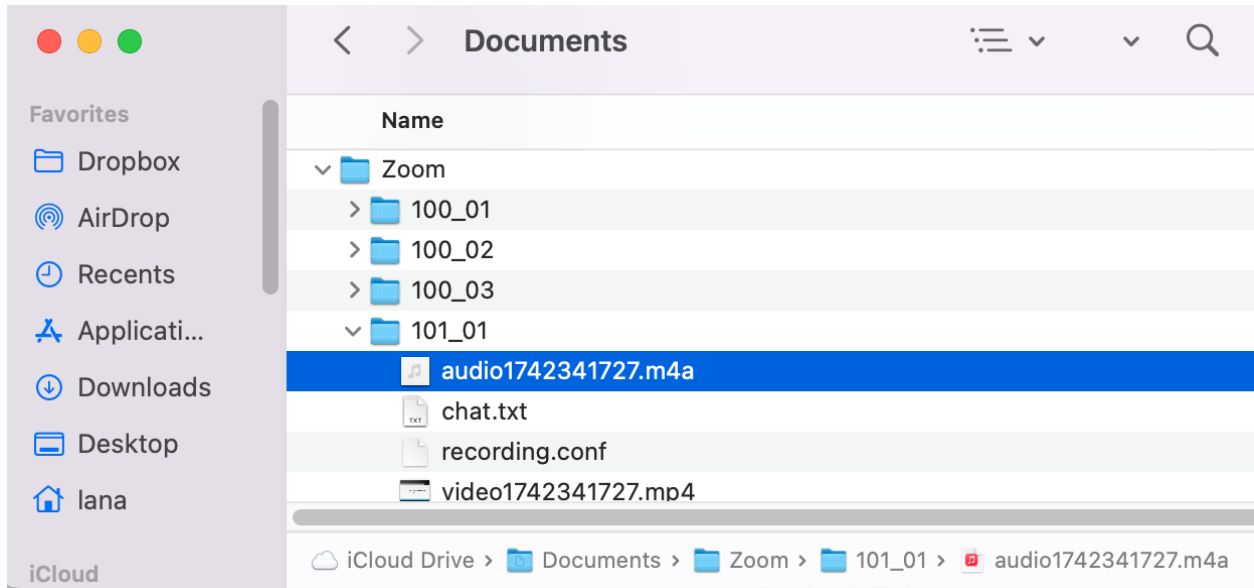 Documents
Favorites
Dropbox
AirDrop
Recents
Applicati...
Downloads
Desktop
lana
iCloud
Name
Zoom
100_01
100_02
100_03
101_01
audio1742341727.m4a
TXT chat.txt
recording.conf
video1742341727.mp4
iCloud Drive > Documents > Zoom > 101_01 > audio1742341727.m4a